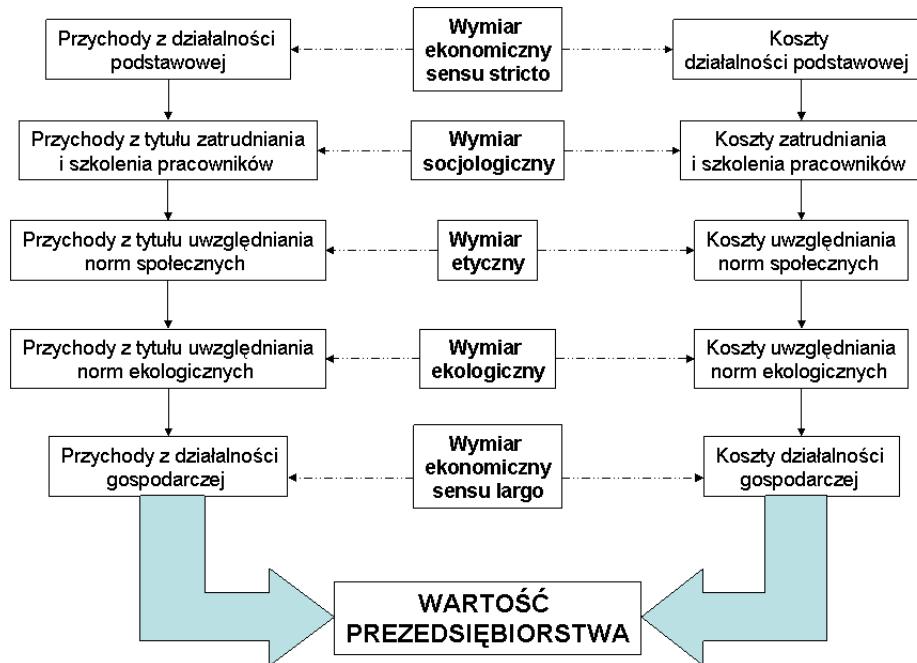 Przychody z działalności
podstawowej
Wymiar
ekonomiczny
sensu stricto
Koszty
działalności podstawowej
Przychody z tytułu zatrudniania
i szkolenia pracowników
Wymiar
socjologiczny
Koszty zatrudniania
i szkolenia pracowników
Przychody z tytułu uwzględniania
norm społecznych
Wymiar
etyczny
Koszty uwzględniania
norm społecznych
Przychody z tytułu uwzględniania
norm ekologicznych
Wymiar
ekologiczny
Koszty uwzględniania
norm ekologicznych
Przychody z działalności
gospodarczej
Wymiar
ekonomiczny
sensu largo
Koszty działalności
gospodarczej
WARTOŚĆ
PREZEDSIĘBIORSTWA